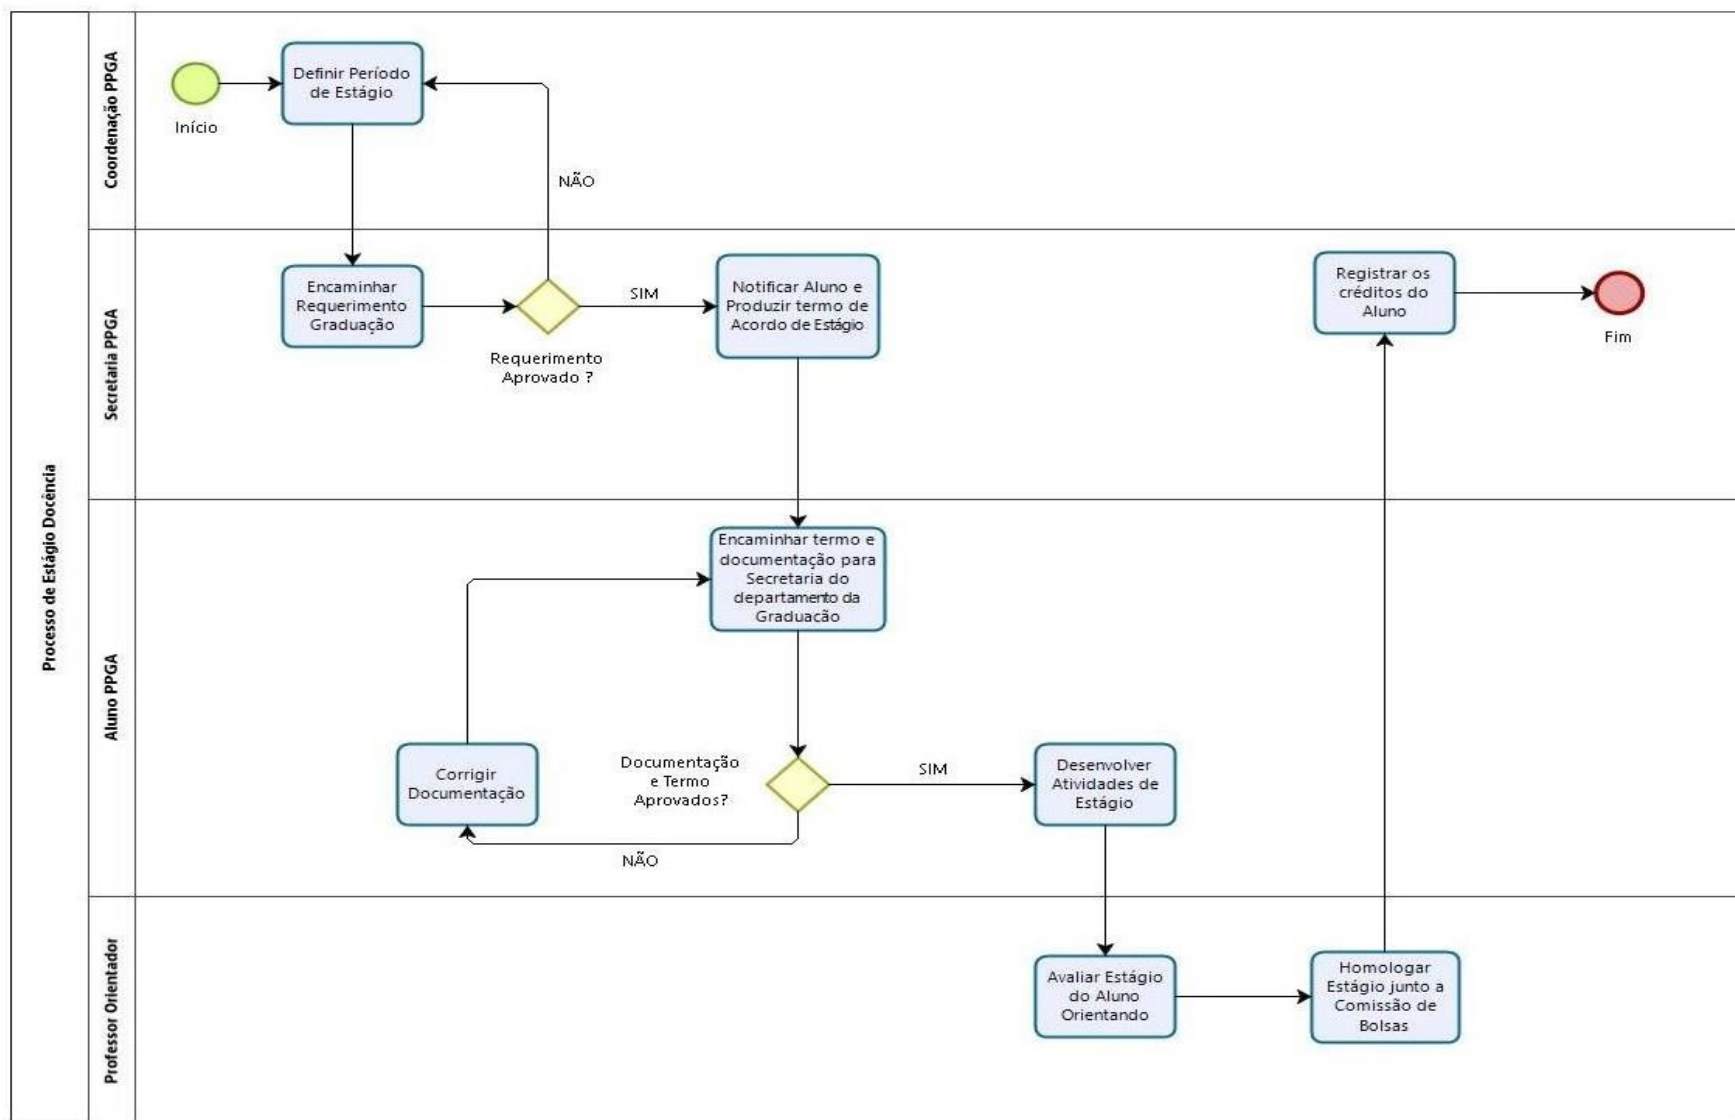 Processo de Estágio Docência
Coordenação PPGA
Início
Definir Período
de Estágio
NÃO
Secretaria PPGA
Encaminhar
Requerimento
Graduação
Requerimento
Aprovado ?
SIM
Notificar Aluno e
Produzir termo de
Acordo de Estágio
Registrar os
créditos do
Aluno
Fim
Aluno PPGA
Encaminhar termo e
documentação para
Secretaria do
departamento da
Graduacão
Corrigir
Documentação
Documentação
e Termo
Aprovados?
NÃO
SIM
Desenvolver
Atividades de
Estágio
Professor Orientador
Avaliar Estágio
do Aluno
Orientando
Homologar
Estágio junto a
Comissão de
Bolsas